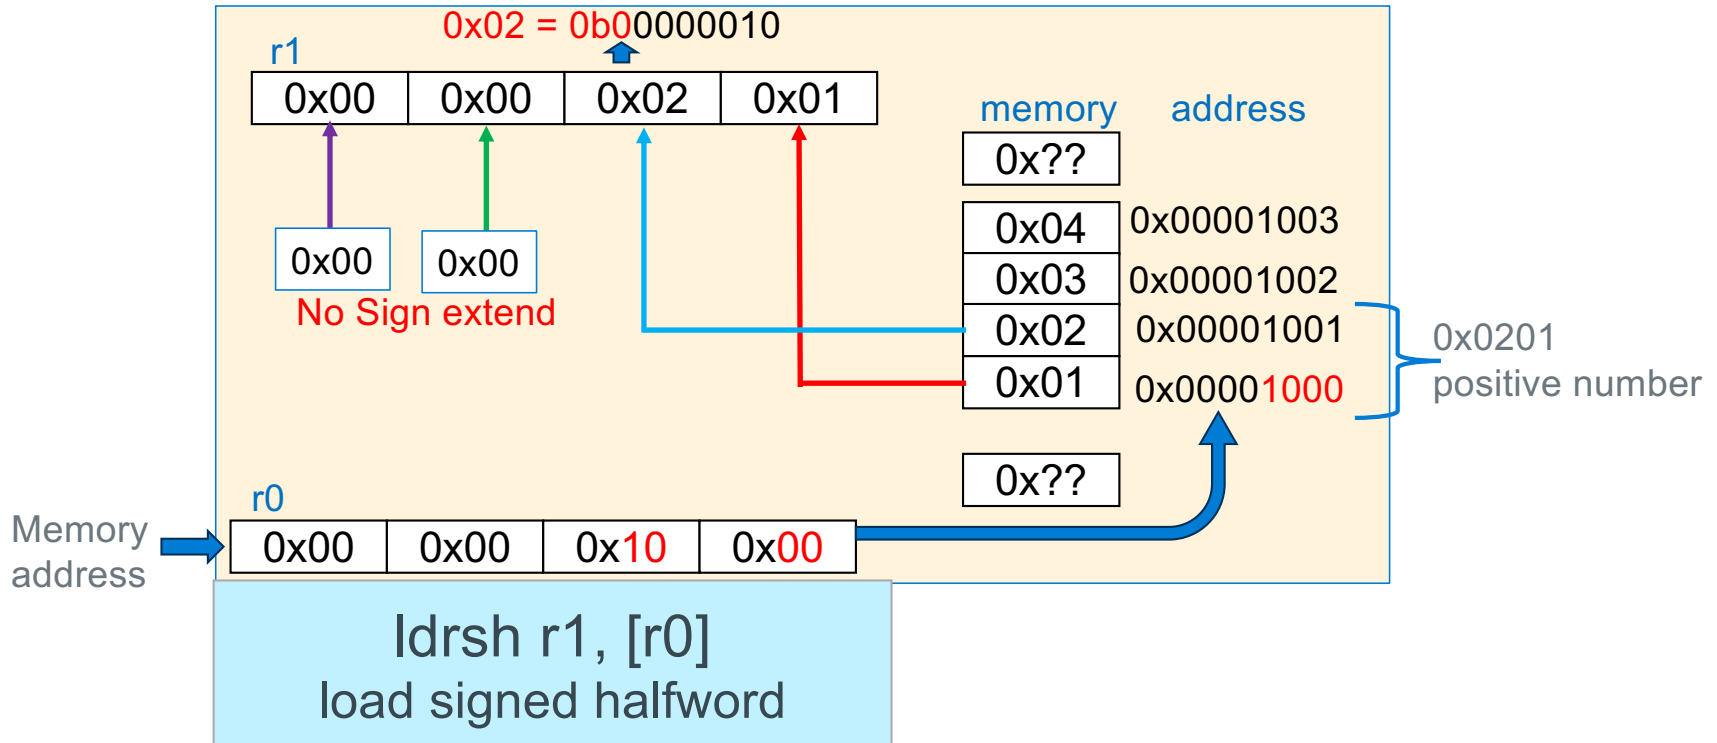 0x02 = 0b00000010
r1
0x00 0x00 0x02 0x01
memory address
0x??
0x04 0x00001003
0x00 0x00
0x03 0x00001002
No Sign extend
0x02 0x00001001
0x0201
positive number
0x01 0x00001000
0x??
r0
Memory
address
0x00 0x00 0x10 0x00
ldrsh r1, [r0]
load signed halfword